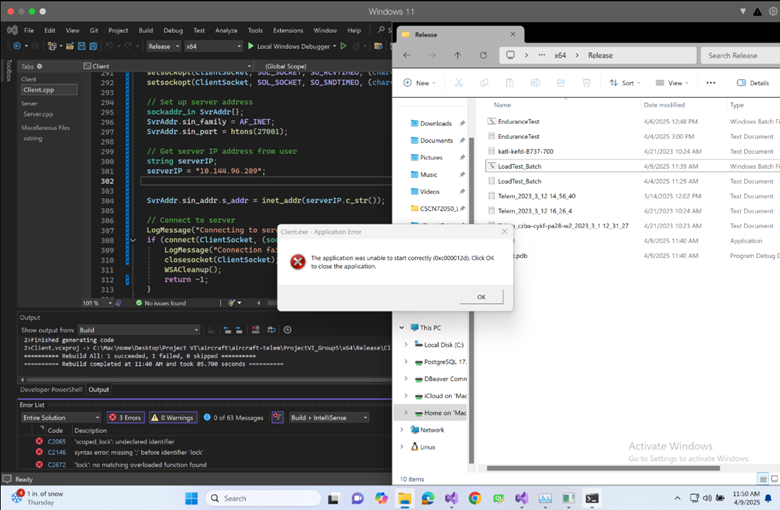 Windows 11
File Edit View Git Project Build Debug Test Analyze Tools Extensions Window Help
Release x64 Local Windows Debugger
Toolbox
Tabs
Client
Client.cpp
Server
Server.cpp
Miscellaneous Files
xstring
Client (Global Scope)
291 setsockopt(ClientSocket, SOL_SOCKET, SO_RCVTIMEO, (char
292 setsockopt(ClientSocket, SOL_SOCKET, SO_SNDTIMEO, (char
293
// Set up server address
sockaddr_in SvrAddr{};
SvrAddr.sin_family = AF_INET;
SvrAddr.sin_port = htons(27001);
// Get server IP address from user
300 string serverIP;
301 serverIP = "10.144.96.209";
302
304 SvrAddr.sin_addr.s_addr = inet_addr(serverIP.c_str());
305
306 // Connect to server
307 LogMessage("Connecting to serve
308 if (connect(ClientSocket, (soc
309 LogMessage("Connection fai
310 closesocket(ClientSocket);
311 WSACleanup();
312 return -1;
313 }
109 % No issues found
Output
Show output from: Build
2>Finished generating code
2>Client.vcxproj -> C:\Mac\Home\Desktop\Project VI\aircraft\aircraft-telem\ProjectVI_Group5\x64\Release\Cl
========== Rebuild All: 1 succeeded, 1 failed, 0 skipped ==========
========== Rebuild completed at 11:40 AM and took 05.700 seconds ==========
Developer PowerShell Output
Error List
Entire Solution 3 Errors 0 Warnings 0 of 63 Messages Build + IntelliSense
Code Description
C2065 'scoped_lock': undeclared identifier
C2146 syntax error: missing ';' before identifier 'lock'
C2672 'lock': no matching overloaded function found
Ready
Client.exe - Application Error
The application was unable to start correctly (0xc000012d). Click OK
to close the application.
OK
Release
x64 Release Search Release
New Sort View Details
Name Date modified Type
EnduranceTest 4/6/2025 12:48 PM Windows Batch Fi
EnduranceTest 4/4/2025 3:00 PM Text Document
katl-kefd-B737-700 4/21/2023 10:24 AM Text Document
LoadTest_Batch 4/9/2025 11:39 AM Windows Batch Fi
LoadTest_Batch 4/4/2025 11:29 AM Text Document
Telem_2023_3_12 14_56_40 3/14/2025 12:02 PM Text Document
Telem_2023_3_12 16_26_4 4/21/2023 10:24 AM Text Document
_czba-cykf-pa28-w2_2023_3_1 12_31_27 4/21/2023 10:24 AM Text Document
4/9/2025 11:40 AM Application
.pdb 4/9/2025 11:40 AM Program Debug D
Downloads
Documents
Pictures
Music
Videos
CSCN72050_I
This PC
Local Disk (C:)
PostgreSQL 17.
DBeaver Comm
iCloud on 'Mac
Home on 'Mac
Network
Linux
10 items
Activate Windows
Go to Settings to activate Windows.
4
1 in. of snow
Thursday
Search
11:50 AM
4/9/2025